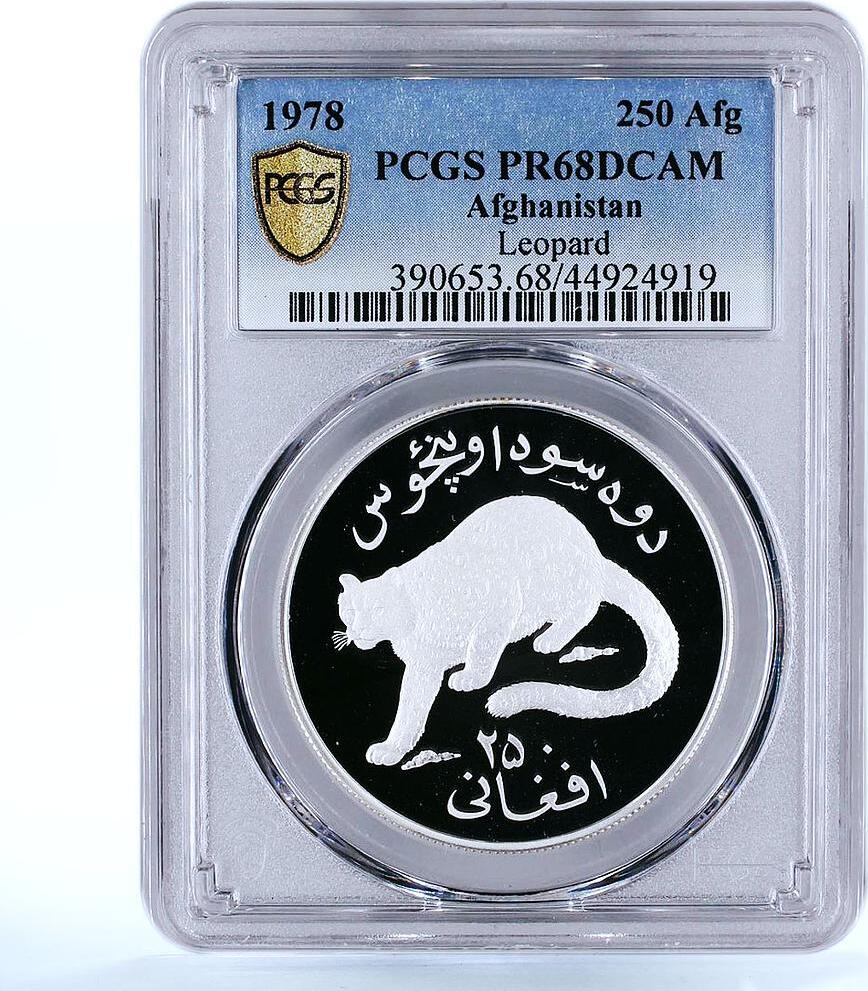 1978 250 Afg
PCGS PCGS PR68DCAM
Afghanistan
Leopard
390653.68/44924919
دوه سوه او پنځوس
۲۵۰
افغانی